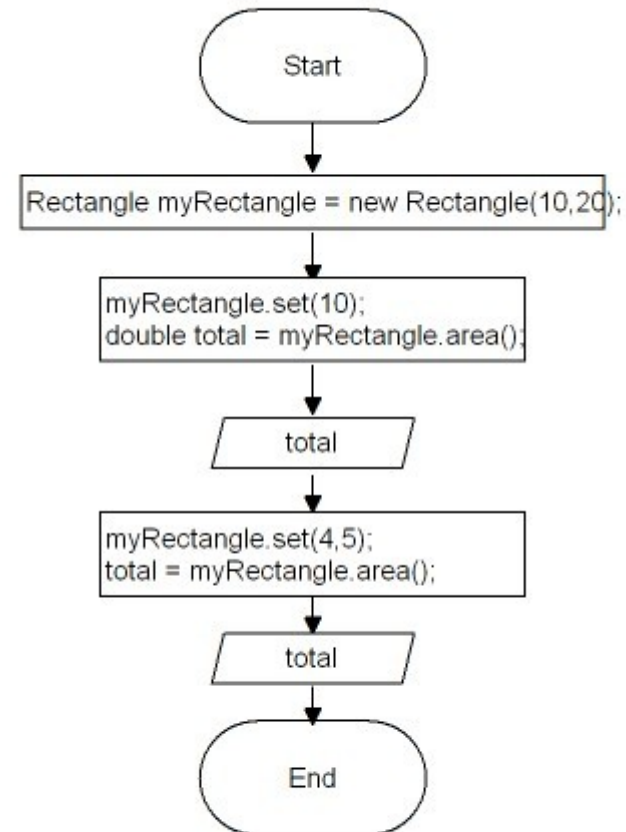 Start
Rectangle myRectangle = new Rectangle(10,20);
myRectangle.set(10);
double total = myRectangle.area();
total
myRectangle.set(4,5);
total = myRectangle.area();
total
End